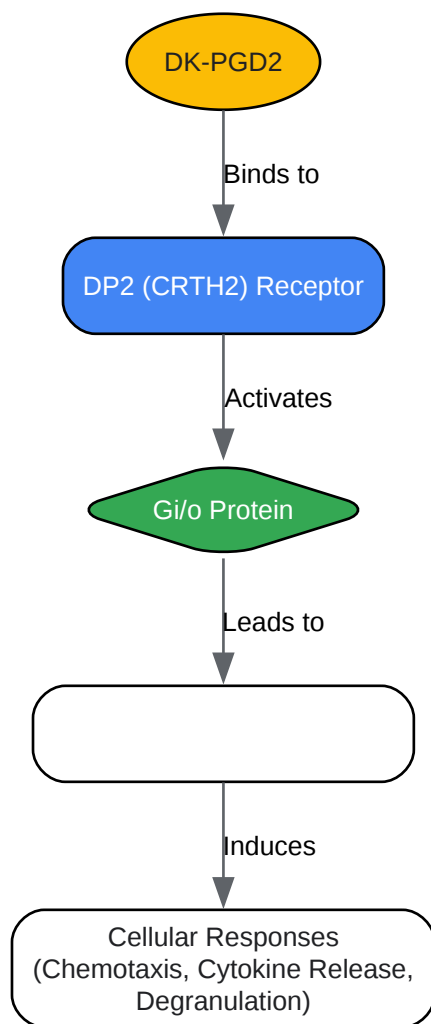 DK-PGD2
Binds to
DP2 (CRTH2) Receptor
Activates
Gi/o Protein
Leads to
Induces
Cellular Responses
(Chemotaxis, Cytokine Release,
Degranulation)